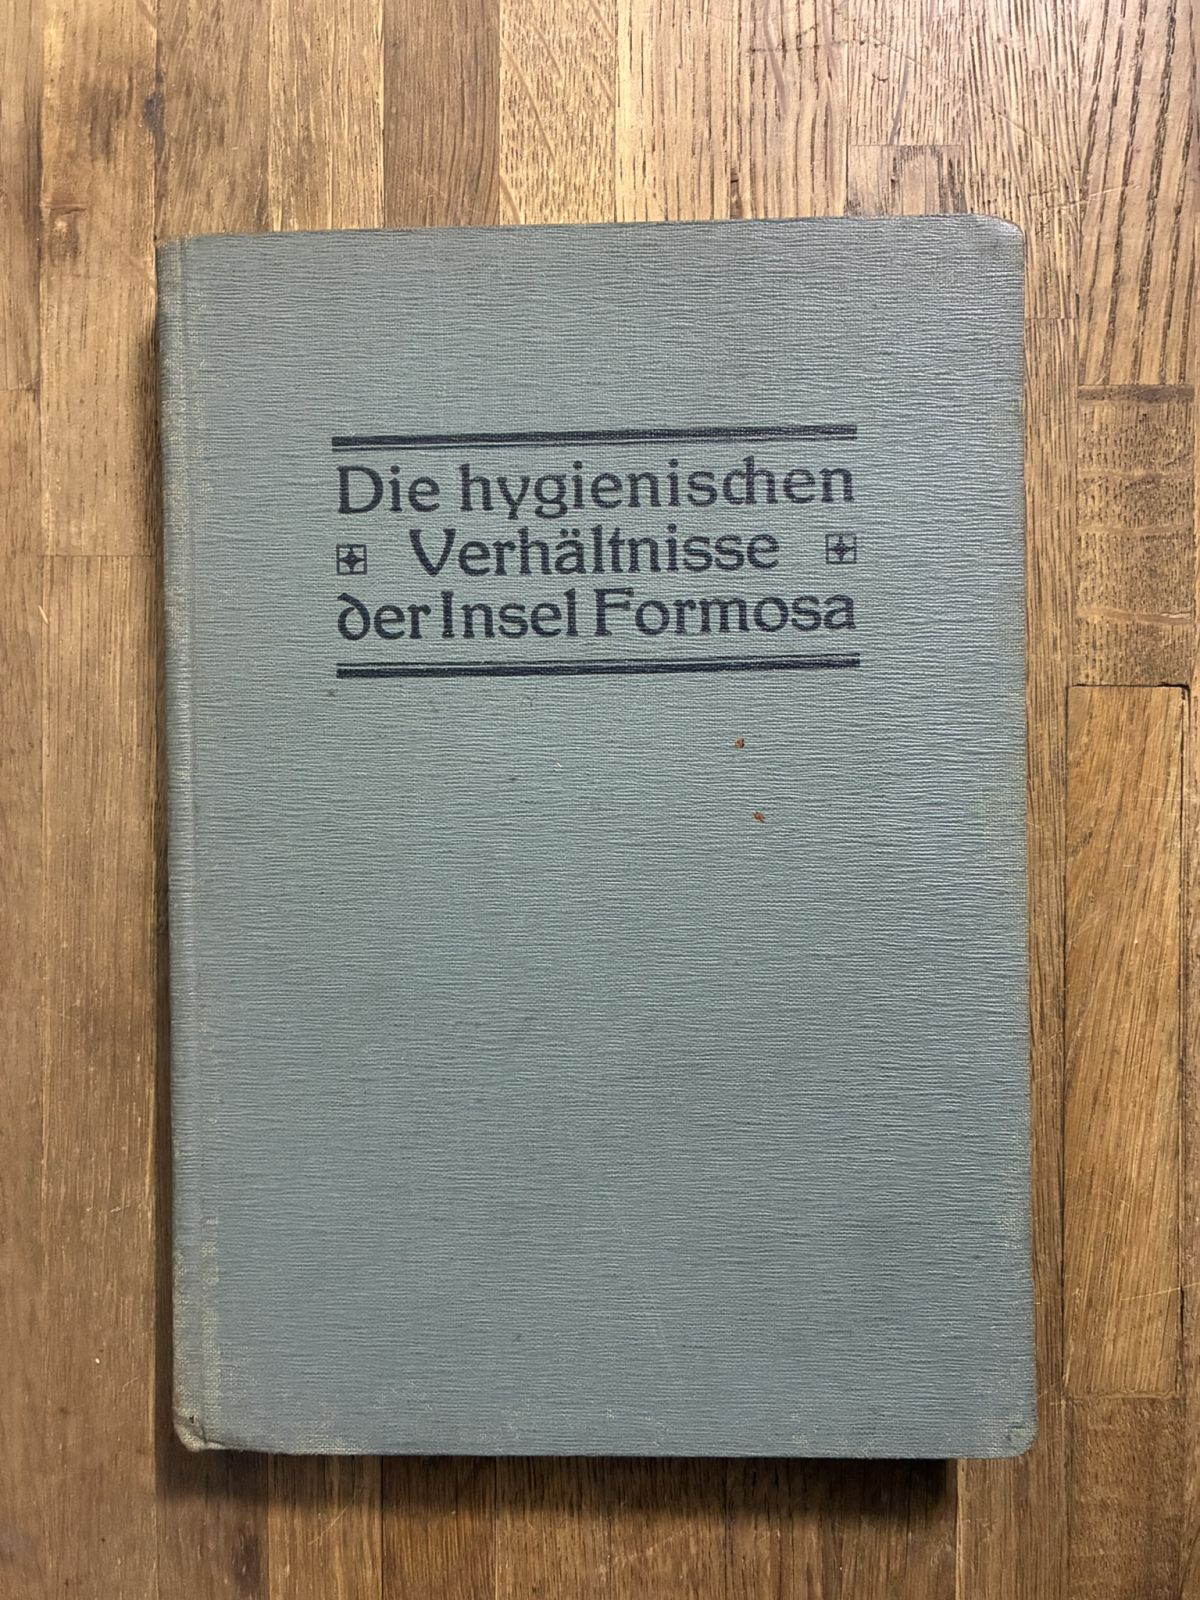 Die hygienischen
Verhältnisse
der Insel Formosa